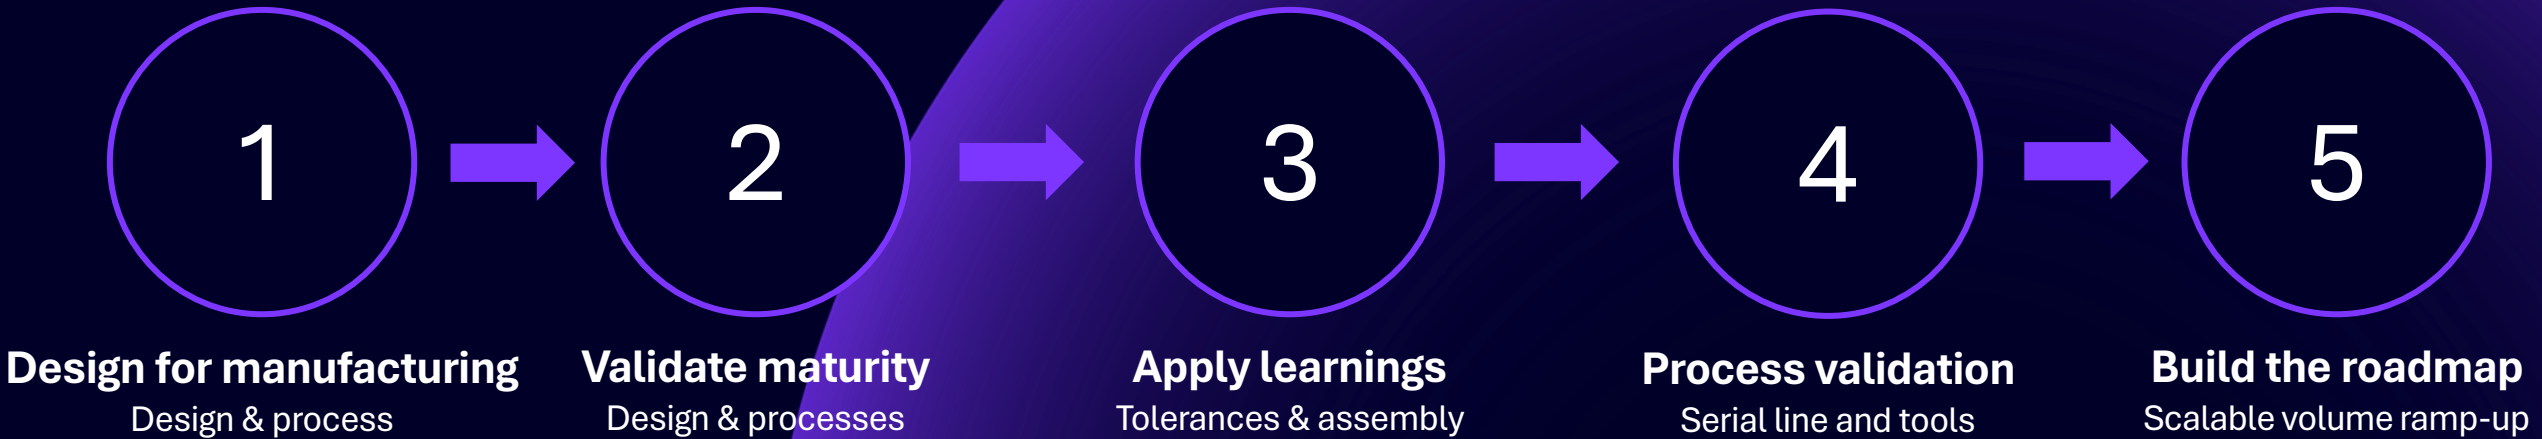 1
2
3
4
5
Design for manufacturing
Design & process
Validate maturity
Design & processes
Apply learnings
Tolerances & assembly
Process validation
Serial line and tools
Build the roadmap
Scalable volume ramp-up